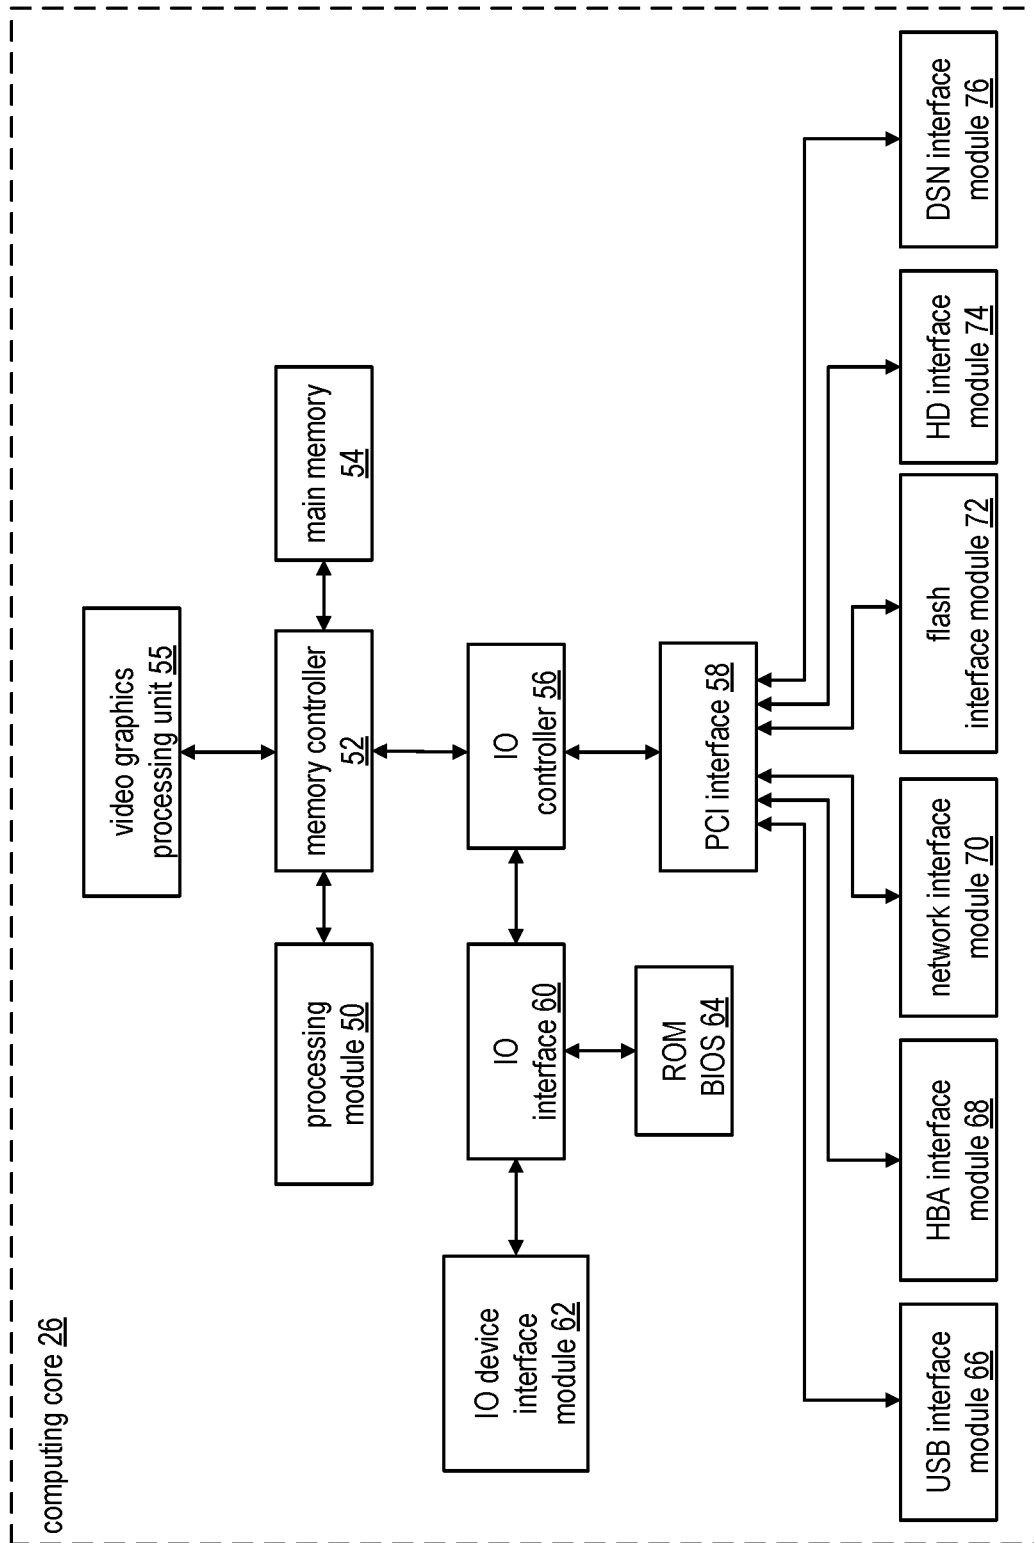 computing core 26
video graphics
processing unit 55
processing
module 50
memory controller
52
main memory
54
IO device
interface
module 62
IO
interface 60
IO
controller 56
ROM
BIOS 64
PCI interface 58
USB interface
module 66
HBA interface
module 68
network interface
module 70
flash
interface module 72
HD interface
module 74
DSN interface
module 76